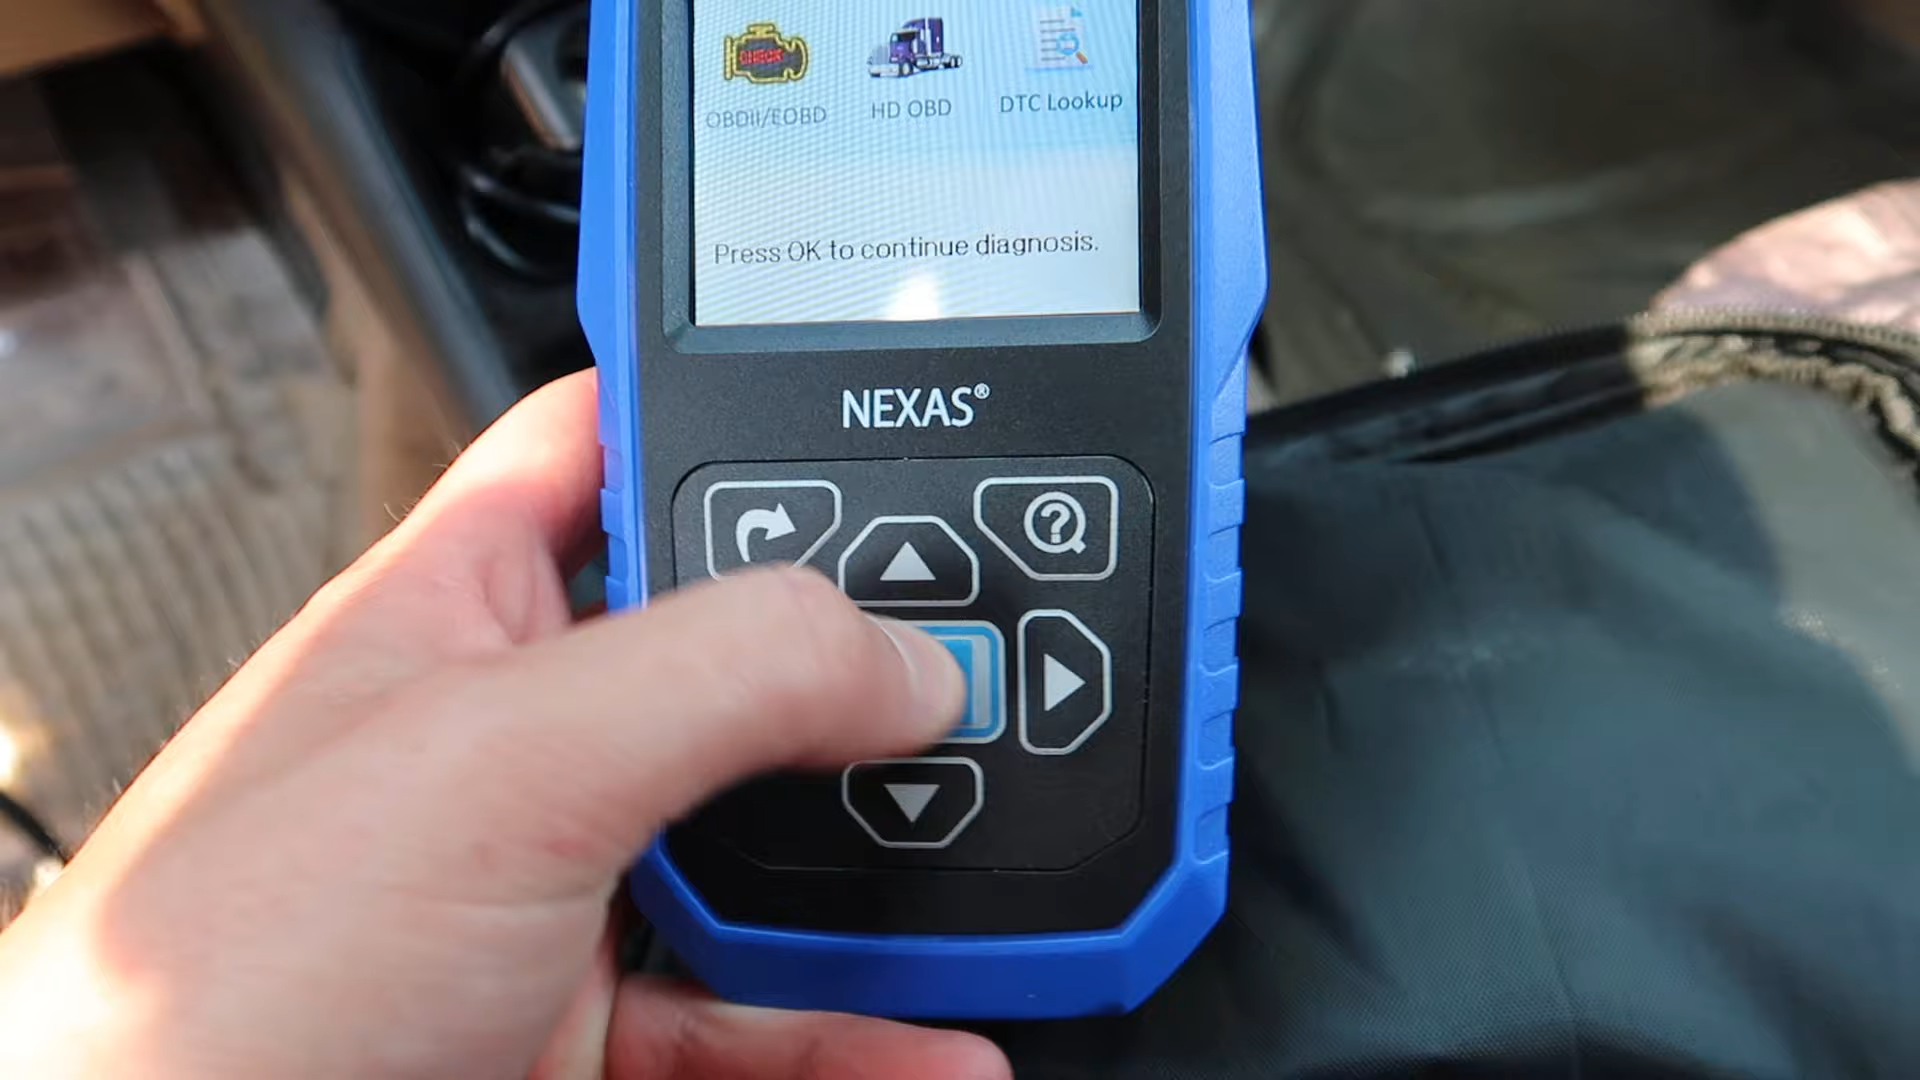 CHECK
OBDII/EOBD HD OBD DTC Lookup
Press OK to continue diagnosis.
NEXAS®
?